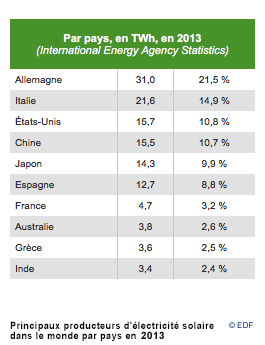 Par pays, en TWh, en 2013
(International Energy Agency Statistics)
Allemagne 31,0 21,5 %
Italie 21,6 14,9 %
États-Unis 15,7 10,8 %
Chine 15,5 10,7 %
Japon 14,3 9,9 %
Espagne 12,7 8,8 %
France 4,7 3,2 %
Australie 3,8 2,6 %
Grèce 3,6 2,5 %
Inde 3,4 2,4 %
Principaux producteurs d'électricité solaire © EDF
dans le monde par pays en 2013